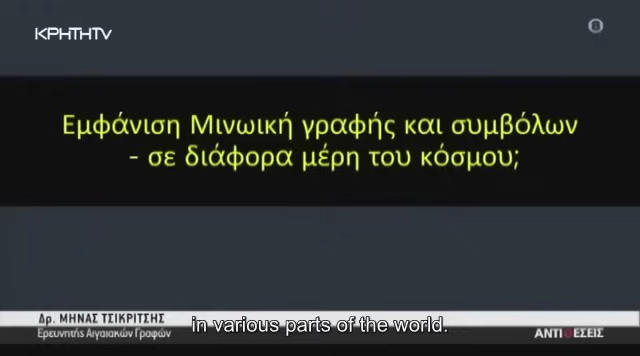 ΚΡΗΤΗTV
8
Εμφάνιση Μινωική γραφής και συμβόλων
- σε διάφορα μέρη του κόσμου;
Δρ. ΜΗΝΑΣ ΤΣΙΚΡΙΤΣΗΣ
Ερευνητής Αιγαιακών Γραφών
in various parts of the world.
ΑΝΤΙΘΕΣΕΙΣ